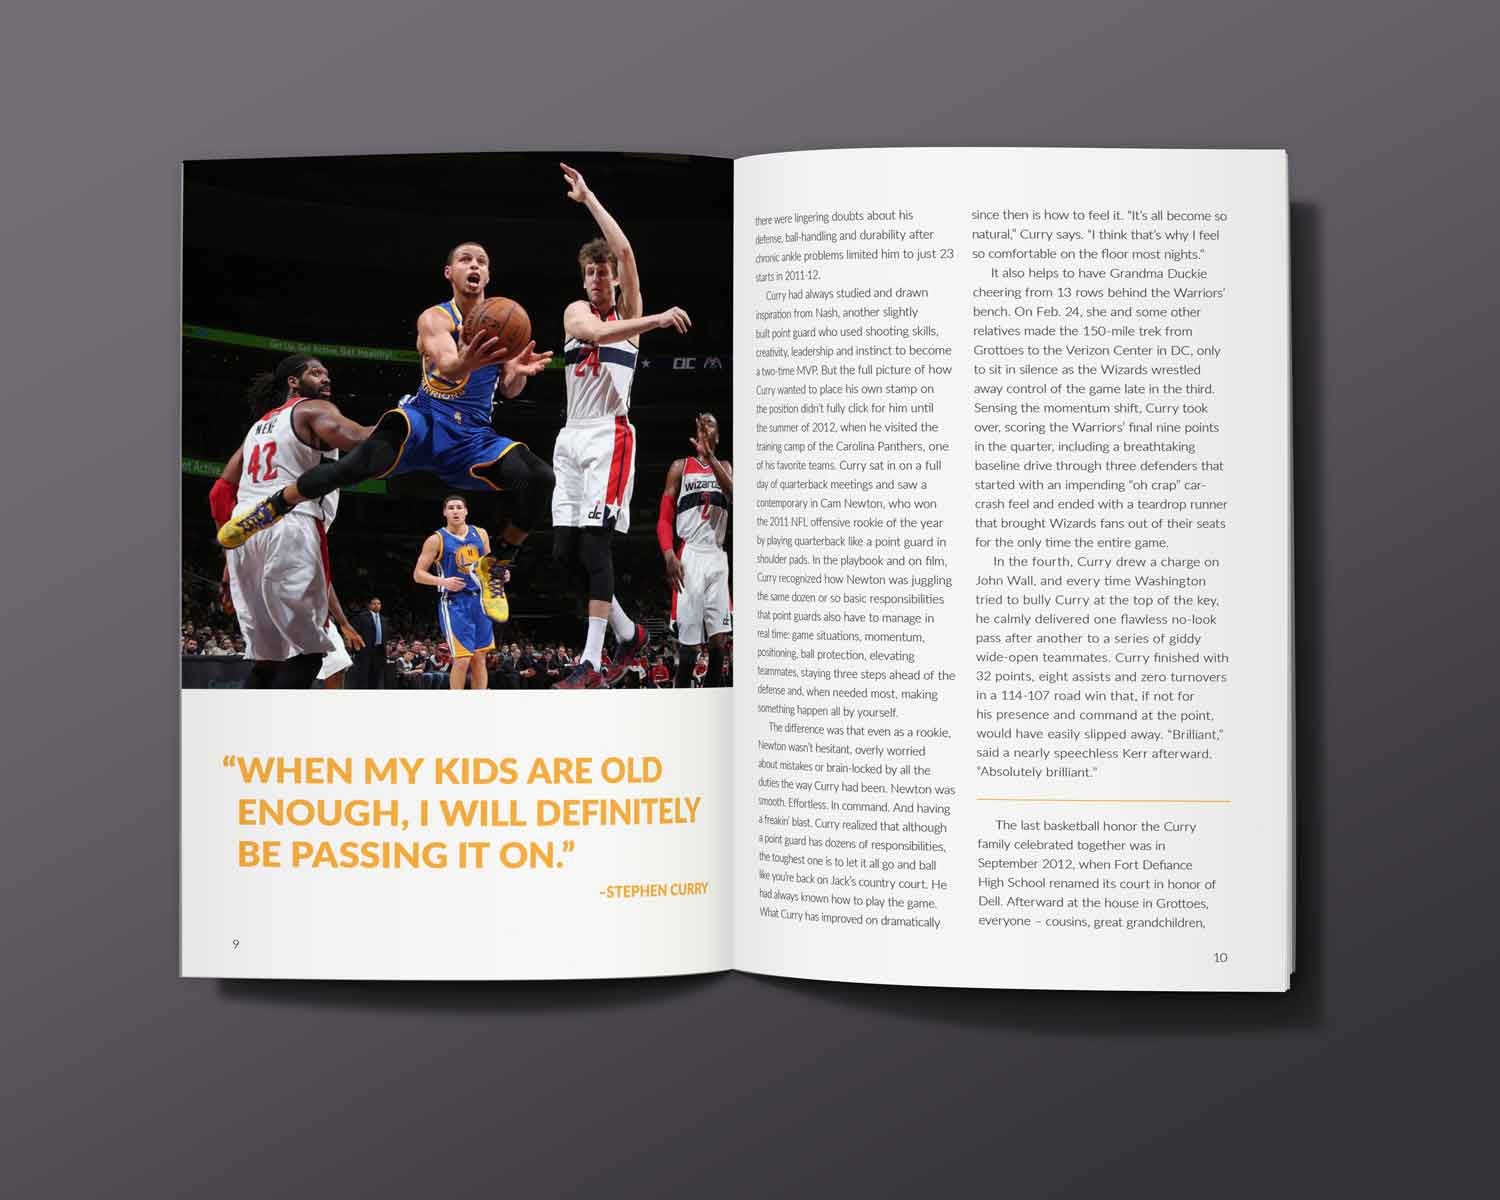 Get Up, Get Active, Get Healthy!
24
NENE
42
WARRIORS
11
Wizards
2
dc
"WHEN MY KIDS ARE OLD
ENOUGH, I WILL DEFINITELY
BE PASSING IT ON."
–STEPHEN CURRY
9
there were lingering doubts about his
defense, ball-handling and durability after
chronic ankle problems limited him to just 23
starts in 2011-12.
Curry had always studied and drawn
inspiration from Nash, another slightly
built point guard who used shooting skills,
creativity, leadership and instinct to become
a two-time MVP. But the full picture of how
Curry wanted to place his own stamp on
the position didn't fully click for him until
the summer of 2012, when he visited the
training camp of the Carolina Panthers, one
of his favorite teams. Curry sat in on a full
day of quarterback meetings and saw a
contemporary in Cam Newton, who won
the 2011 NFL offensive rookie of the year
by playing quarterback like a point guard in
shoulder pads. In the playbook and on film,
Curry recognized how Newton was juggling
the same dozen or so basic responsibilities
that point guards also have to manage in
real time: game situations, momentum,
positioning, ball protection, elevating
teammates, staying three steps ahead of the
defense and, when needed most, making
something happen all by yourself.
The difference was that even as a rookie,
Newton wasn't hesitant, overly worried
about mistakes or brain-locked by all the
duties the way Curry had been. Newton was
smooth. Effortless. In command. And having
a freakin' blast. Curry realized that although
a point guard has dozens of responsibilities,
the toughest one is to let it all go and ball
like you're back on Jack's country court. He
had always known how to play the game.
What Curry has improved on dramatically
since then is how to feel it. "It's all become so
natural," Curry says. "I think that's why I feel
so comfortable on the floor most nights."
It also helps to have Grandma Duckie
cheering from 13 rows behind the Warriors'
bench. On Feb. 24, she and some other
relatives made the 150-mile trek from
Grottoes to the Verizon Center in DC, only
to sit in silence as the Wizards wrestled
away control of the game late in the third.
Sensing the momentum shift, Curry took
over, scoring the Warriors' final nine points
in the quarter, including a breathtaking
baseline drive through three defenders that
started with an impending "oh crap" car-
crash feel and ended with a teardrop runner
that brought Wizards fans out of their seats
for the only time the entire game.
In the fourth, Curry drew a charge on
John Wall, and every time Washington
tried to bully Curry at the top of the key,
he calmly delivered one flawless no-look
pass after another to a series of giddy
wide-open teammates. Curry finished with
32 points, eight assists and zero turnovers
in a 114-107 road win that, if not for
his presence and command at the point,
would have easily slipped away. "Brilliant,"
said a nearly speechless Kerr afterward.
"Absolutely brilliant."
The last basketball honor the Curry
family celebrated together was in
September 2012, when Fort Defiance
High School renamed its court in honor of
Dell. Afterward at the house in Grottoes,
everyone – cousins, great grandchildren,
10